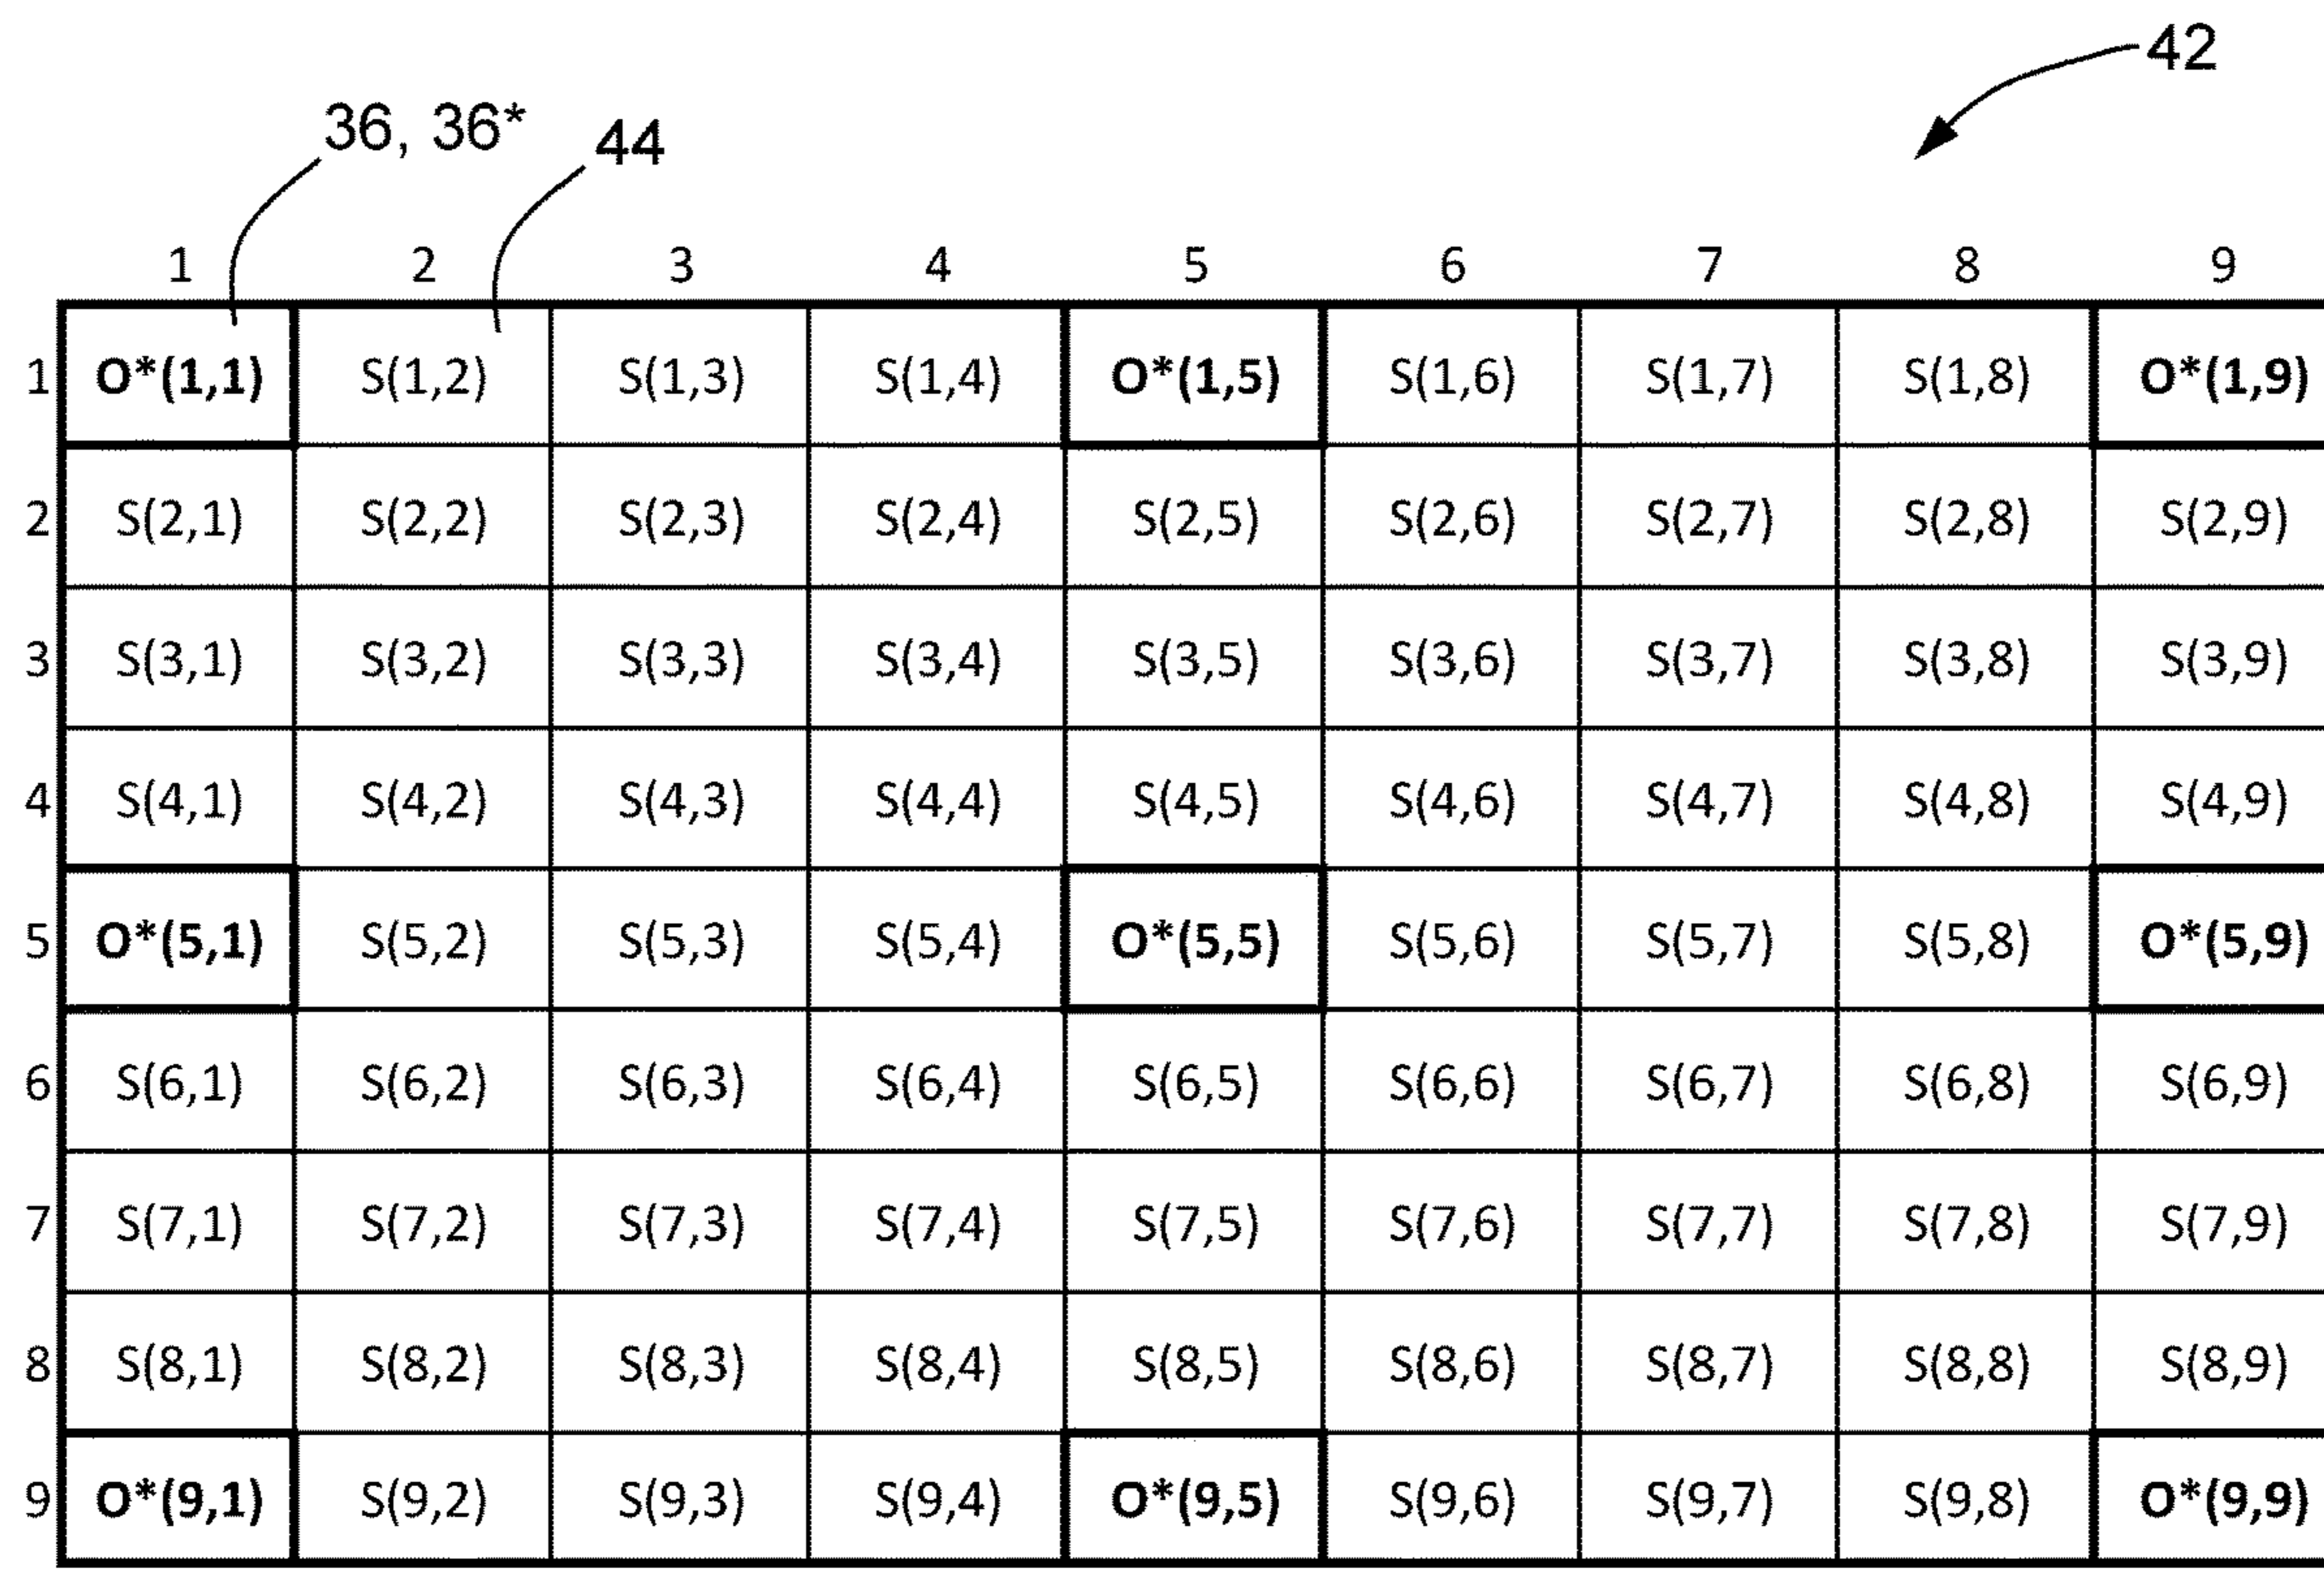 42
36, 36*
44
1 2 3 4 5 6 7 8 9
1 O*(1,1) S(1,2) S(1,3) S(1,4) O*(1,5) S(1,6) S(1,7) S(1,8) O*(1,9)
2 S(2,1) S(2,2) S(2,3) S(2,4) S(2,5) S(2,6) S(2,7) S(2,8) S(2,9)
3 S(3,1) S(3,2) S(3,3) S(3,4) S(3,5) S(3,6) S(3,7) S(3,8) S(3,9)
4 S(4,1) S(4,2) S(4,3) S(4,4) S(4,5) S(4,6) S(4,7) S(4,8) S(4,9)
5 O*(5,1) S(5,2) S(5,3) S(5,4) O*(5,5) S(5,6) S(5,7) S(5,8) O*(5,9)
6 S(6,1) S(6,2) S(6,3) S(6,4) S(6,5) S(6,6) S(6,7) S(6,8) S(6,9)
7 S(7,1) S(7,2) S(7,3) S(7,4) S(7,5) S(7,6) S(7,7) S(7,8) S(7,9)
8 S(8,1) S(8,2) S(8,3) S(8,4) S(8,5) S(8,6) S(8,7) S(8,8) S(8,9)
9 O*(9,1) S(9,2) S(9,3) S(9,4) O*(9,5) S(9,6) S(9,7) S(9,8) O*(9,9)